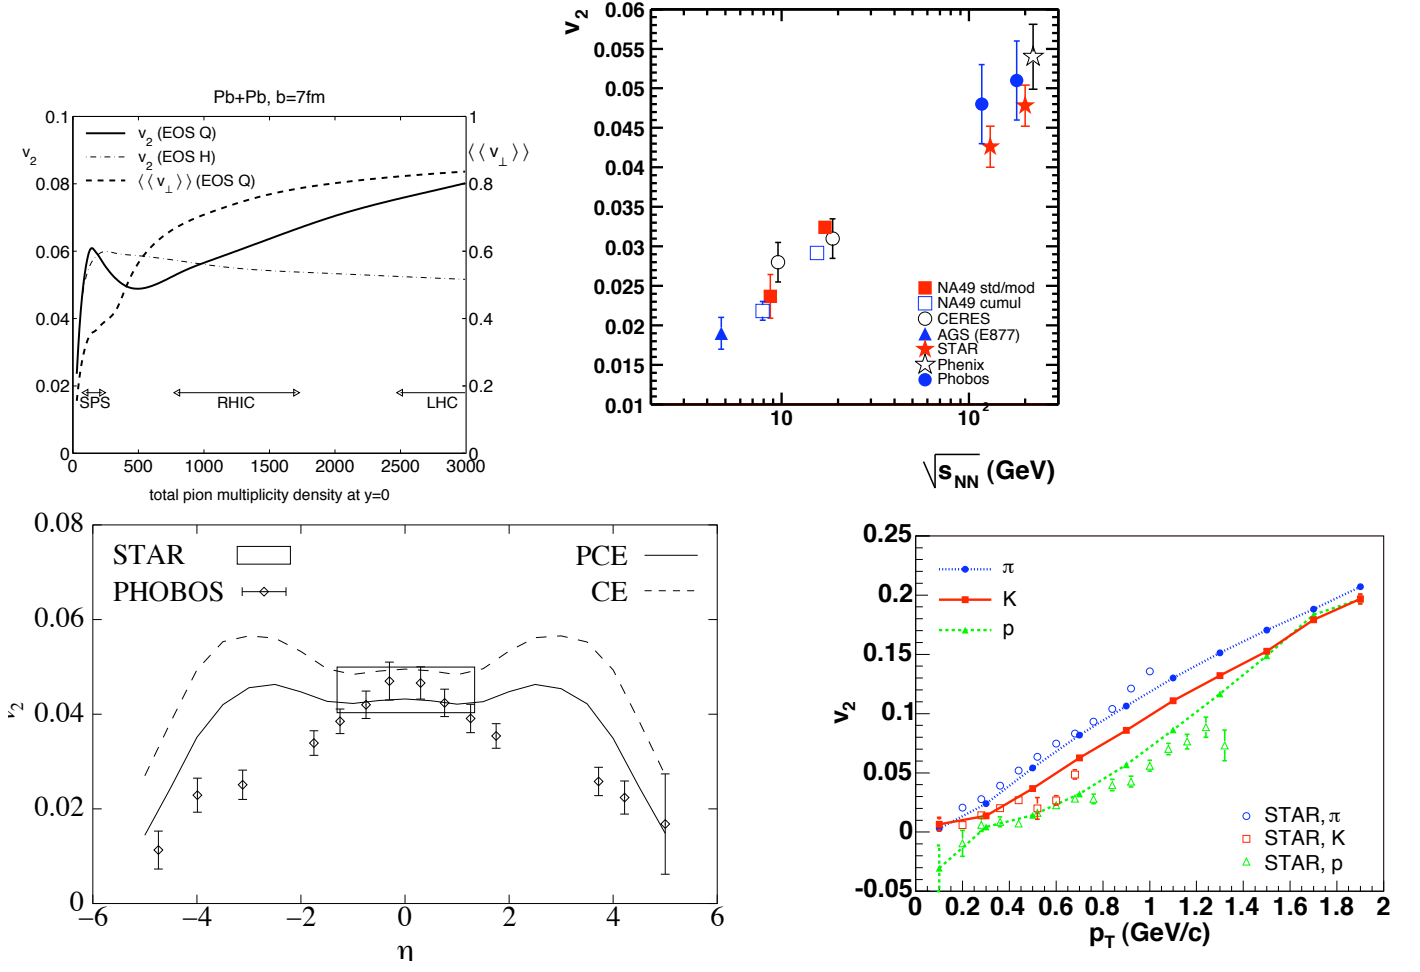 Pb+Pb, b=7fm
0.1
0.08
0.06
0.04
0.02
0
v2
v2 (EOS Q)
v2 (EOS H)
⟨⟨v⊥⟩⟩ (EOS Q)
1
⟨⟨v⊥⟩⟩
0.8
0.6
0.4
0.2
0
SPS
RHIC
LHC
0 500 1000 1500 2000 2500 3000
total pion multiplicity density at y=0
v2
0.06
0.055
0.05
0.045
0.04
0.035
0.03
0.025
0.02
0.015
0.01
NA49 std/mod
NA49 cumul
CERES
AGS (E877)
STAR
Phenix
Phobos
10 10^2
√sNN (GeV)
0.08
0.06
0.04
0.02
0
v2
STAR
PHOBOS
PCE
CE
−6 −4 −2 0 2 4 6
η
0.25
0.2
0.15
0.1
0.05
0
-0.05
v2
π
K
p
STAR, π
STAR, K
STAR, p
0 0.2 0.4 0.6 0.8 1 1.2 1.4 1.6 1.8 2
pT (GeV/c)